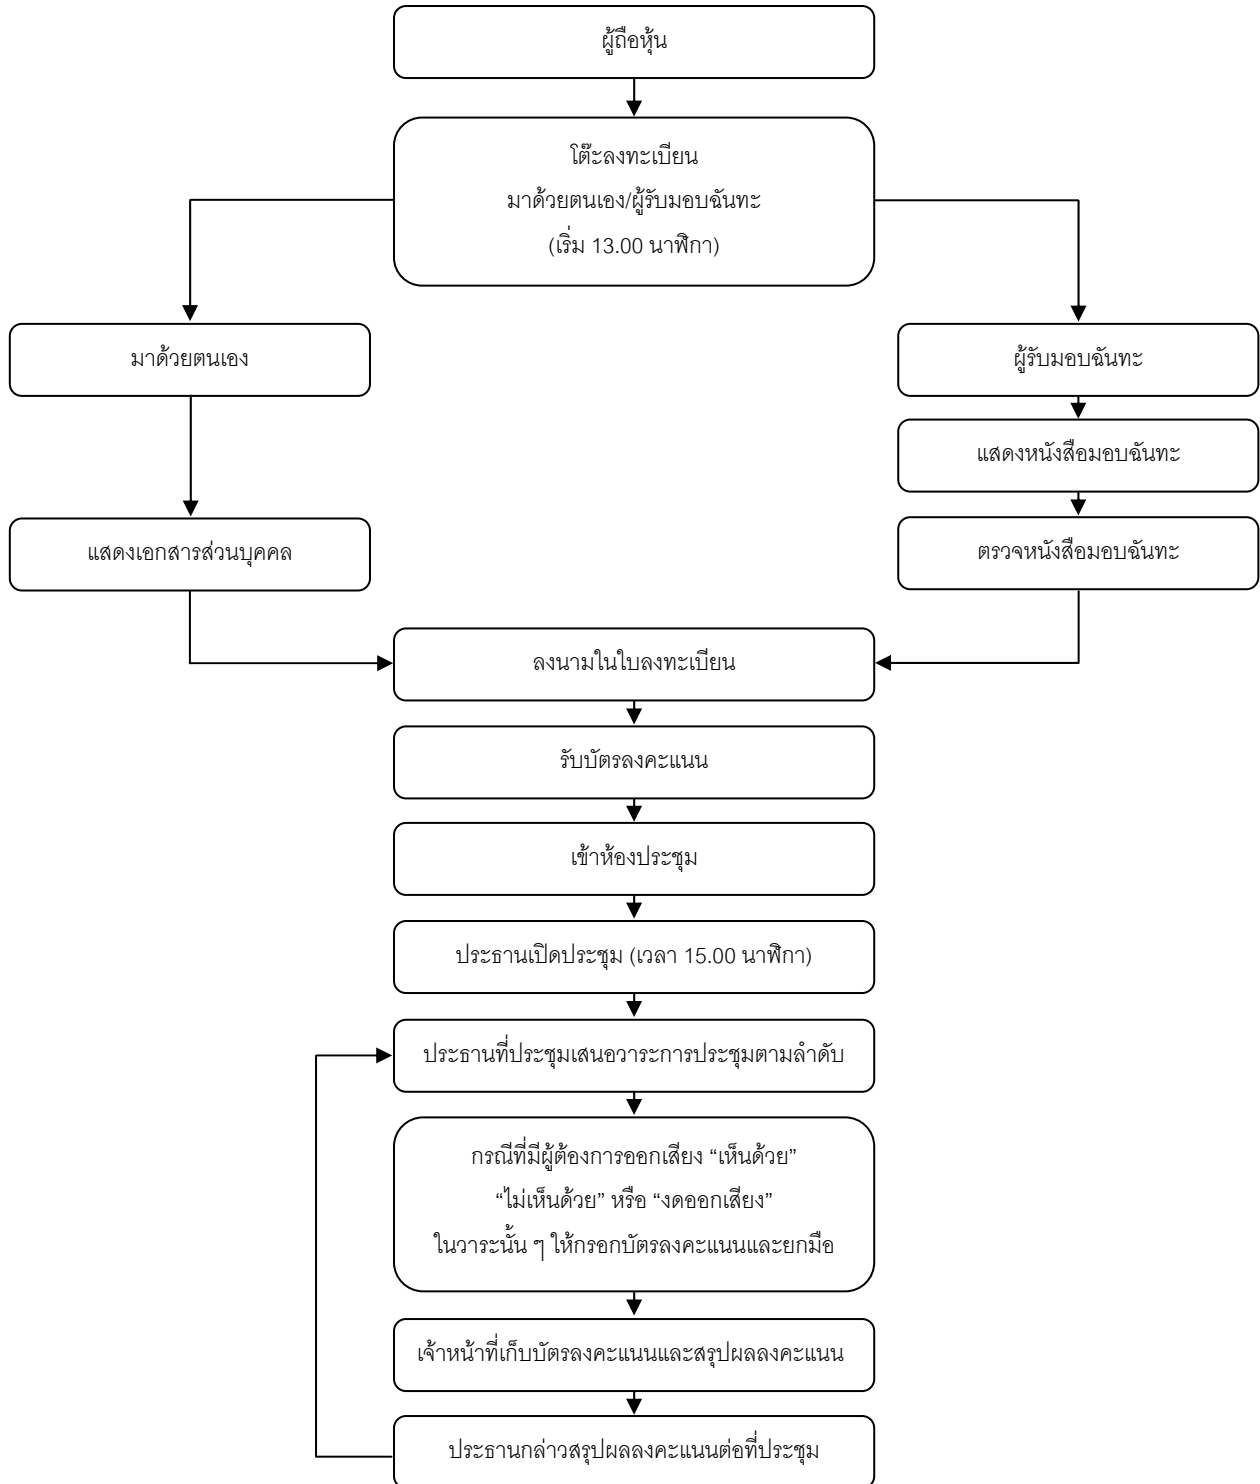 ผู้ถือหุ้น
โต๊ะลงทะเบียน
มาด้วยตนเอง/ผู้รับมอบฉันทะ
(เริ่ม 13.00 นาฬิกา)
มาด้วยตนเอง
ผู้รับมอบฉันทะ
แสดงหนังสือมอบฉันทะ
แสดงเอกสารส่วนบุคคล
ตรวจหนังสือมอบฉันทะ
ลงนามในใบลงทะเบียน
รับบัตรลงคะแนน
เข้าห้องประชุม
ประธานเปิดประชุม (เวลา 15.00 นาฬิกา)
ประธานที่ประชุมเสนอวาระการประชุมตามลำดับ
กรณีที่มีผู้ต้องการออกเสียง “เห็นด้วย”
“ไม่เห็นด้วย” หรือ “งดออกเสียง”
ในวาระนั้น ๆ ให้กรอกบัตรลงคะแนนและยกมือ
เจ้าหน้าที่เก็บบัตรลงคะแนนและสรุปผลลงคะแนน
ประธานกล่าวสรุปผลลงคะแนนต่อที่ประชุม